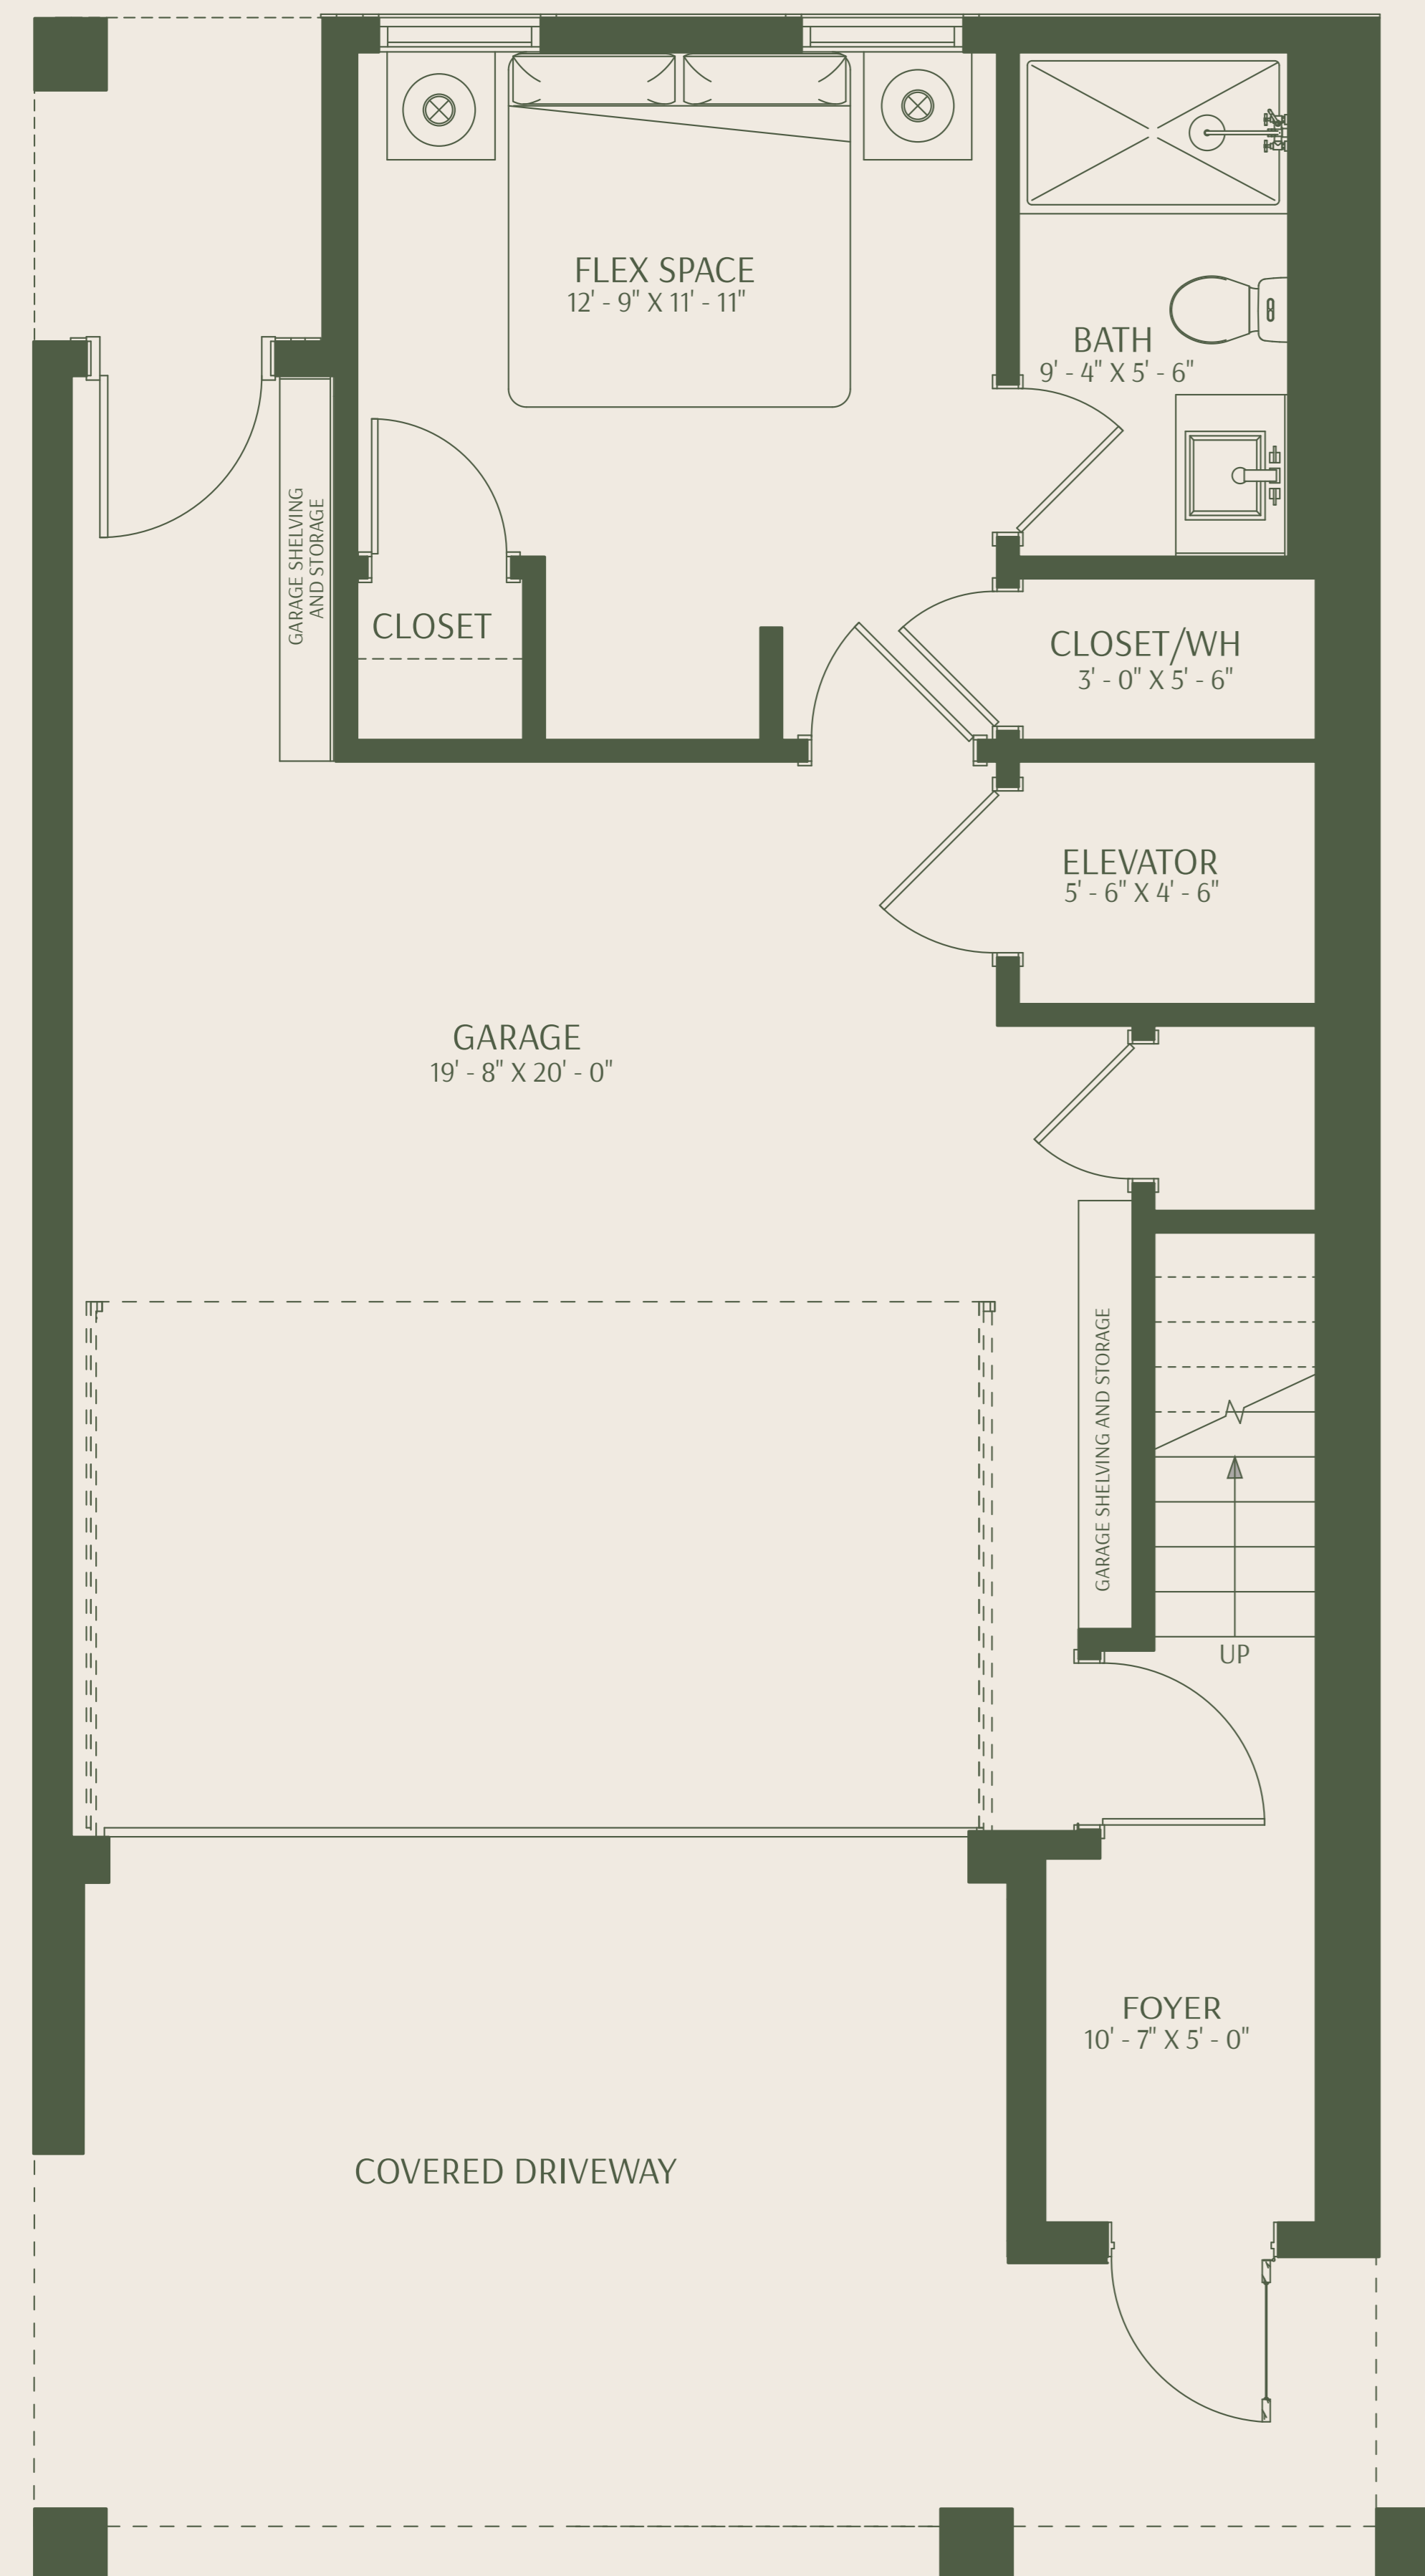 FLEX SPACE
12' - 9" X 11' - 11"
BATH
9' - 4" X 5' - 6"
GARAGE SHELVING
AND STORAGE
CLOSET
CLOSET/WH
3' - 0" X 5' - 6"
ELEVATOR
5' - 6" X 4' - 6"
GARAGE
19' - 8" X 20' - 0"
GARAGE SHELVING AND STORAGE
UP
FOYER
10' - 7" X 5' - 0"
COVERED DRIVEWAY